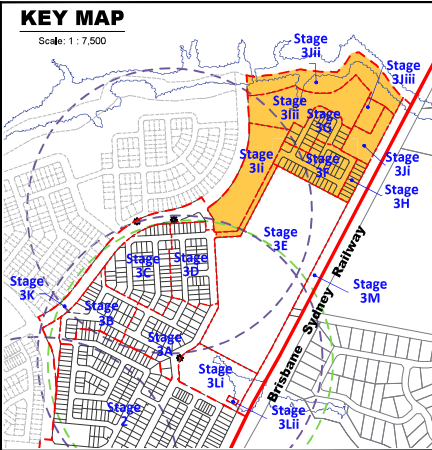 KEY MAP
Scale: 1 : 7,500
Stage
3Jii
Stage
3Jiii
Stage
3Iii
Stage
3G
Stage
3Ii
Stage
3F
Stage
3Ji
Stage
3H
Stage
3E
Stage
3C
Stage
3D
Stage
3K
Stage
3M
Stage
3B
Stage
3A
Brisbane Sydney Railway
Stage
3Li
Stage
2
Stage
3Lii